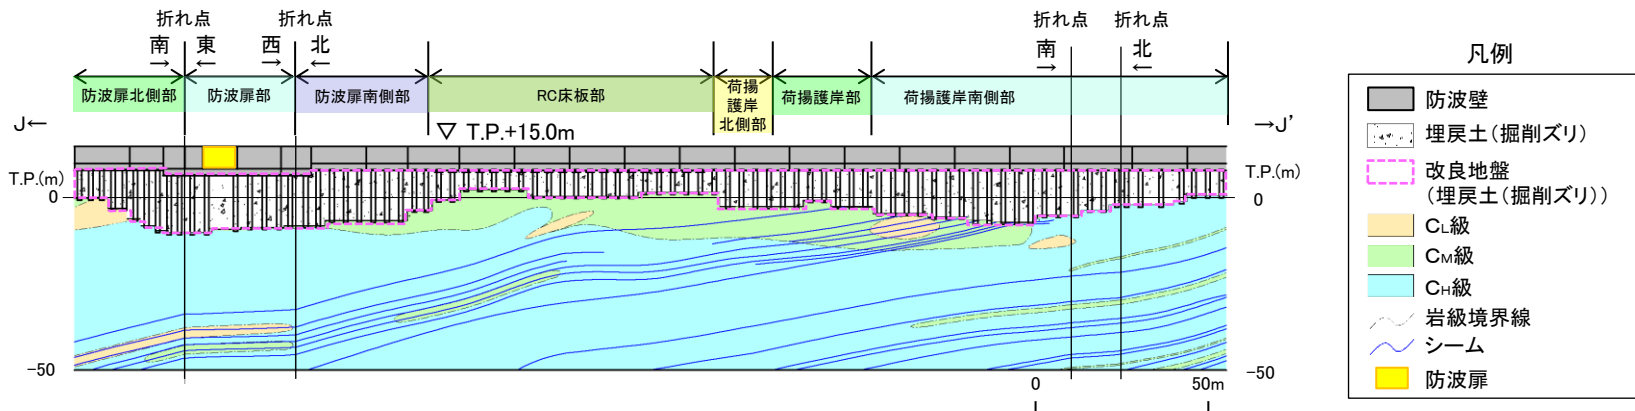 折れ点
折れ点
折れ点
折れ点
南
→
東
←
西
→
北
←
南
→
北
←
防波扉北側部
防波扉部
防波扉南側部
RC床板部
荷揚
護岸
北側部
荷揚護岸部
荷揚護岸南側部
J←
▽ T.P.+15.0m
→J’
T.P.(m)
T.P.(m)
0
0
-50
-50
0
50m
凡例
防波壁
埋戻土(掘削ズリ)
改良地盤
(埋戻土(掘削ズリ))
CL級
CM級
CH級
岩級境界線
シーム
防波扉